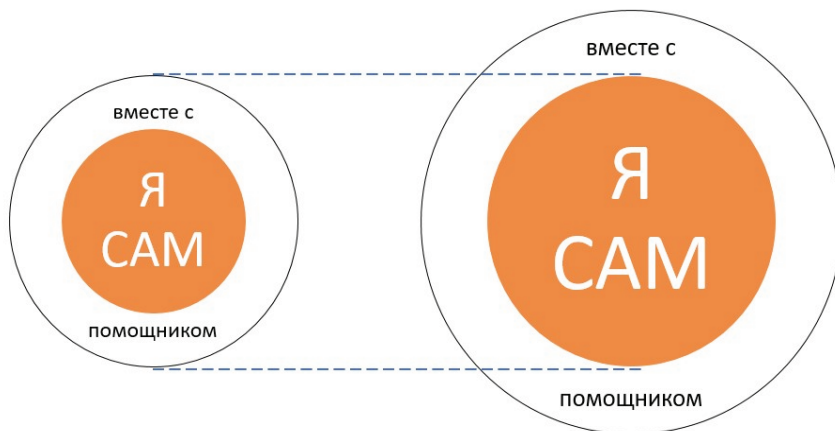 вместе с
Я
САМ
помощником
вместе с
Я
САМ
помощником